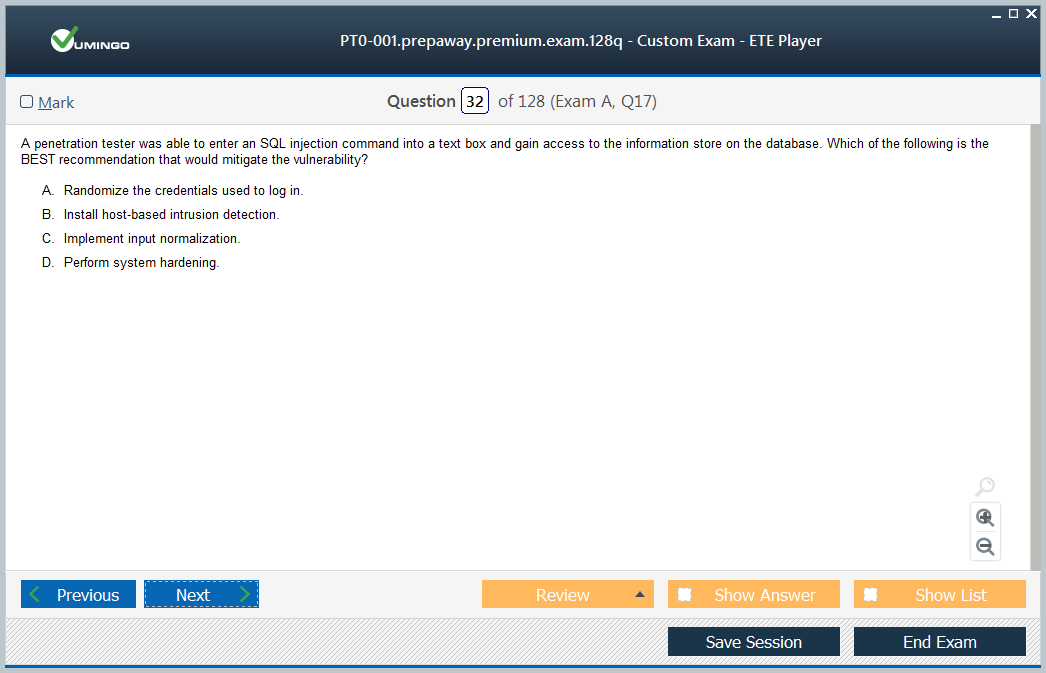 VUMINGO
PT0-001.prepaway.premium.exam.128q - Custom Exam - ETE Player
Mark
Question 32 of 128 (Exam A, Q17)
A penetration tester was able to enter an SQL injection command into a text box and gain access to the information store on the database. Which of the following is the
BEST recommendation that would mitigate the vulnerability?
A. Randomize the credentials used to log in.
B. Install host-based intrusion detection.
C. Implement input normalization.
D. Perform system hardening.
Previous Next Review Show Answer Show List
Save Session End Exam